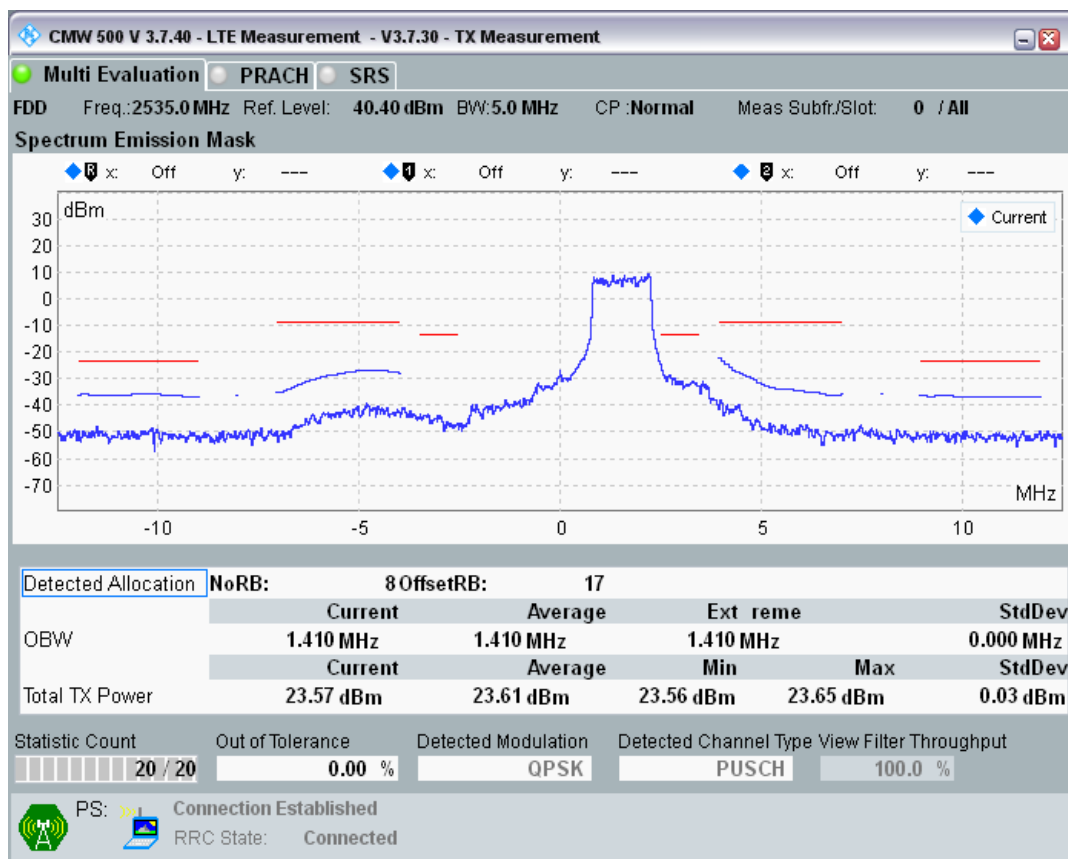 CMW 500 V 3.7.40 - LTE Measurement - V3.7.30 - TX Measurement
Multi Evaluation PRACH SRS
FDD Freq.:2535.0 MHz Ref. Level: 40.40 dBm BW:5.0 MHz CP :Normal Meas Subfr./Slot: 0 / All
Spectrum Emission Mask
R x: Off y: --- 1 x: Off y: --- 2 x: Off y: ---
dBm
Current
30
20
10
0
-10
-20
-30
-40
-50
-60
-70
MHz
-10 -5 0 5 10
Detected Allocation NoRB: 8 OffsetRB: 17
Current Average Ext reme StdDev
OBW 1.410 MHz 1.410 MHz 1.410 MHz 0.000 MHz
Current Average Min Max StdDev
Total TX Power 23.57 dBm 23.61 dBm 23.56 dBm 23.65 dBm 0.03 dBm
Statistic Count Out of Tolerance Detected Modulation Detected Channel Type View Filter Throughput
20 / 20 0.00 % QPSK PUSCH 100.0 %
PS: Connection Established
RRC State: Connected